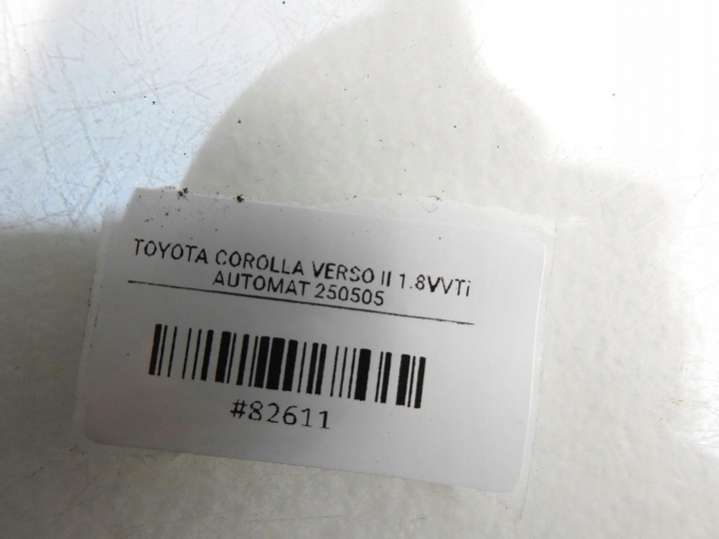 TOYOTA COROLLA VERSO II 1.8VVTi
AUTOMAT 250505
#82611